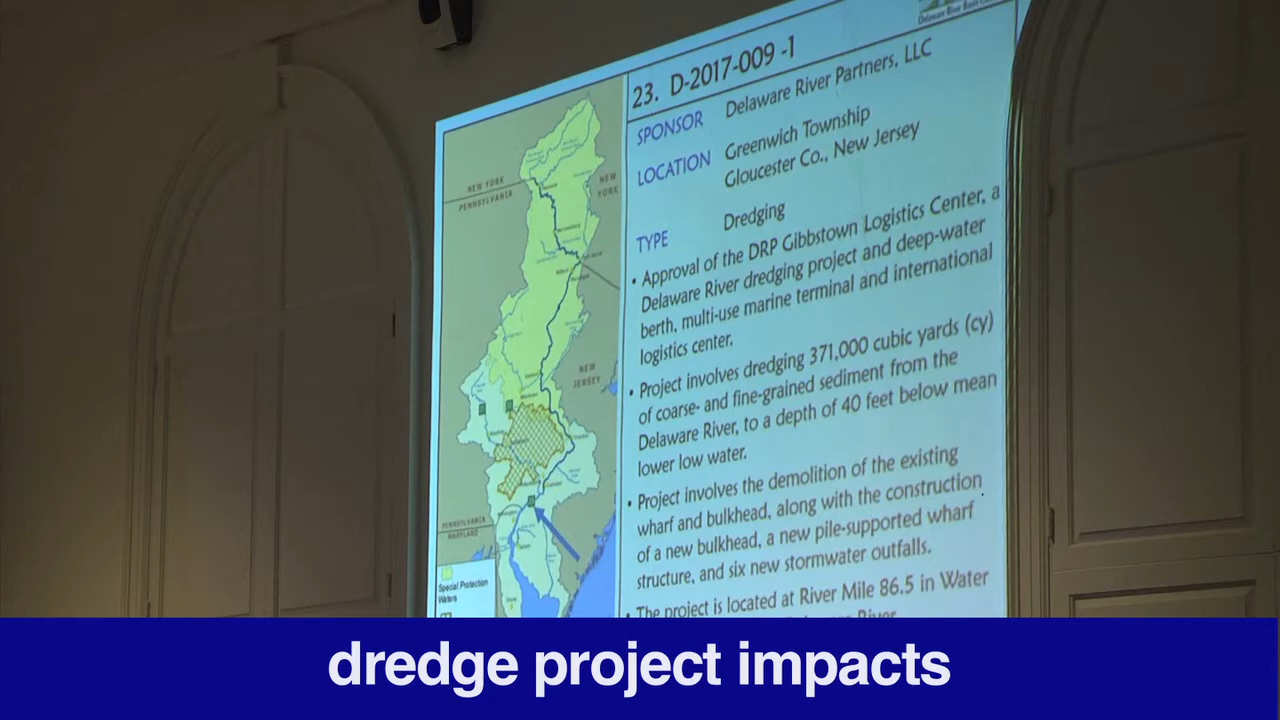 Delaware River Basin
23. D-2017-009 -1
SPONSOR Delaware River Partners, LLC
LOCATION Greenwich Township
Gloucester Co., New Jersey
TYPE Dredging
• Approval of the DRP Gibbstown Logistics Center, a
Delaware River dredging project and deep-water
berth, multi-use marine terminal and international
logistics center.
• Project involves dredging 371,000 cubic yards (cy)
of coarse- and fine-grained sediment from the
Delaware River, to a depth of 40 feet below mean
lower low water.
• Project involves the demolition of the existing
wharf and bulkhead, along with the construction
of a new bulkhead, a new pile-supported wharf
structure, and six new stormwater outfalls.
• The project is located at River Mile 86.5 in Water
River
NEW YORK
PENNSYLVANIA
NEW
YORK
NEW
JERSEY
PENNSYLVANIA
MARYLAND
Special Protection
Waters
dredge project impacts